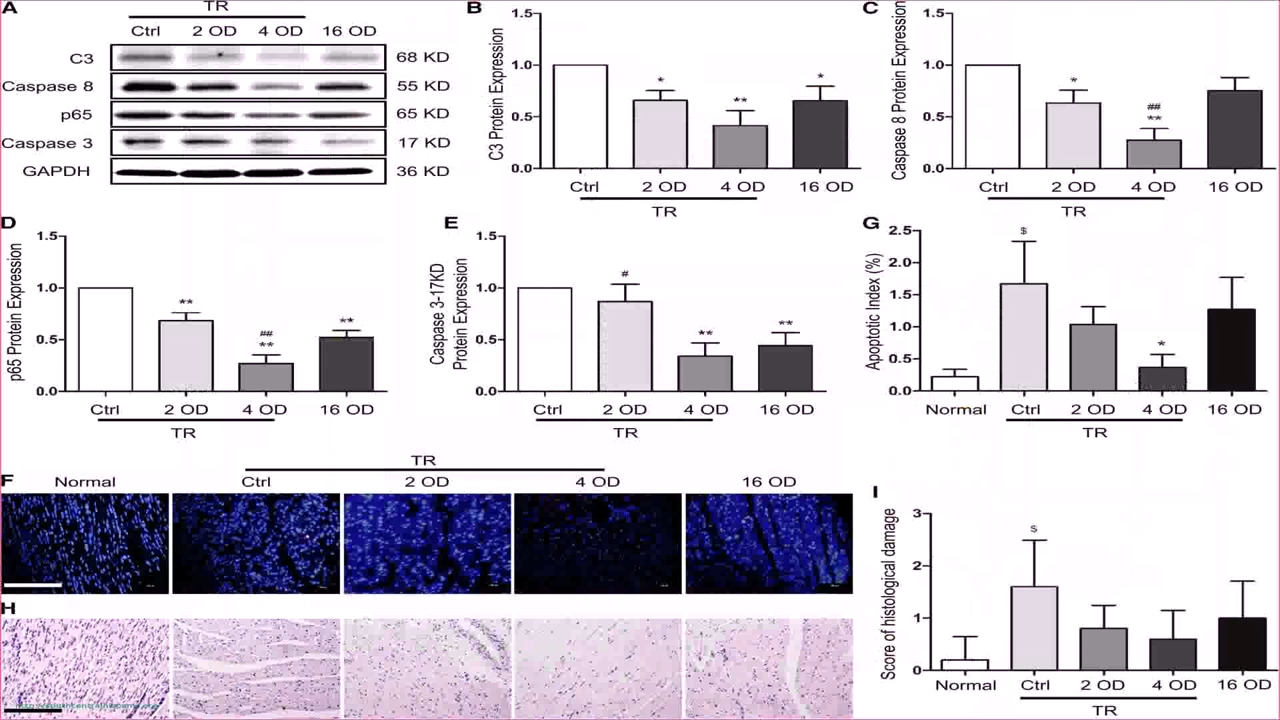 A
TR
Ctrl 2 OD 4 OD 16 OD
C3 68 KD
Caspase 8 55 KD
p65 65 KD
Caspase 3 17 KD
GAPDH 36 KD
B
C3 Protein Expression
1.5
1.0
0.5
0.0
* ** *
Ctrl 2 OD 4 OD 16 OD
TR
C
Caspase 8 Protein Expression
1.5
1.0
0.5
0.0
* ## **
Ctrl 2 OD 4 OD 16 OD
TR
D
p65 Protein Expression
1.5
1.0
0.5
0.0
** ## ** **
Ctrl 2 OD 4 OD 16 OD
TR
E
Caspase 3-17KD
Protein Expression
1.5
1.0
0.5
0.0
# ** **
Ctrl 2 OD 4 OD 16 OD
TR
G
Apoptotic Index (%)
2.5
2.0
1.5
1.0
0.5
0.0
$ *
Normal Ctrl 2 OD 4 OD 16 OD
TR
F
TR
Normal Ctrl 2 OD 4 OD 16 OD
H
I
Score of histological damage
3
2
1
0
$
Normal Ctrl 2 OD 4 OD 16 OD
TR